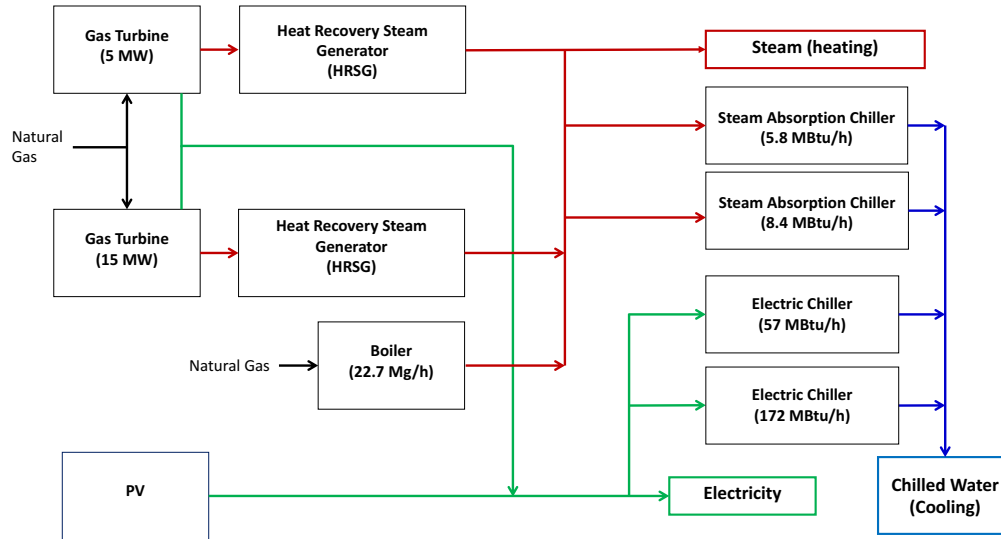 Gas Turbine
(5 MW)
Heat Recovery Steam
Generator
(HRSG)
Steam (heating)
Natural
Gas
Steam Absorption Chiller
(5.8 MBtu/h)
Steam Absorption Chiller
(8.4 MBtu/h)
Gas Turbine
(15 MW)
Heat Recovery Steam
Generator
(HRSG)
Electric Chiller
(57 MBtu/h)
Natural Gas
Boiler
(22.7 Mg/h)
Electric Chiller
(172 MBtu/h)
PV
Electricity
Chilled Water
(Cooling)